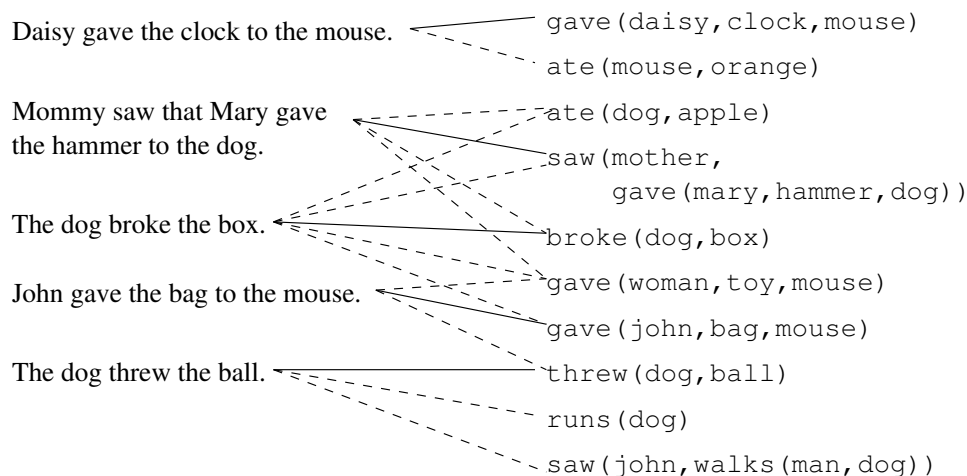 Daisy gave the clock to the mouse.
Mommy saw that Mary gave
the hammer to the dog.
The dog broke the box.
John gave the bag to the mouse.
The dog threw the ball.
gave(daisy,clock,mouse)
ate(mouse,orange)
ate(dog,apple)
saw(mother,
gave(mary,hammer,dog))
broke(dog,box)
gave(woman,toy,mouse)
gave(john,bag,mouse)
threw(dog,ball)
runs(dog)
saw(john,walks(man,dog))